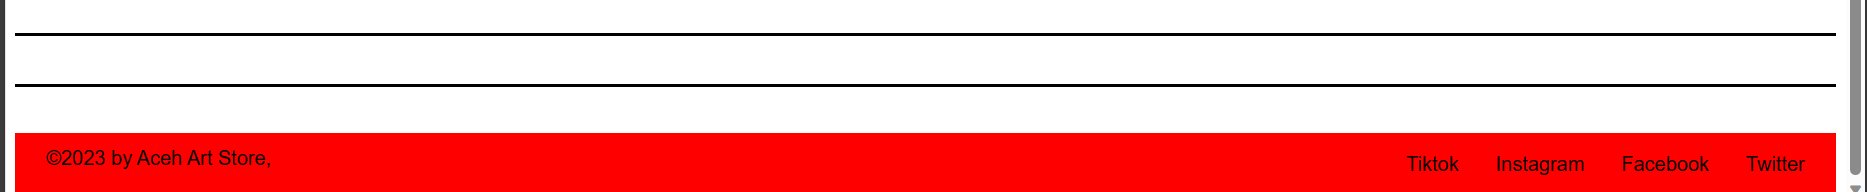 ©2023 by Aceh Art Store,
Tiktok Instagram Facebook Twitter